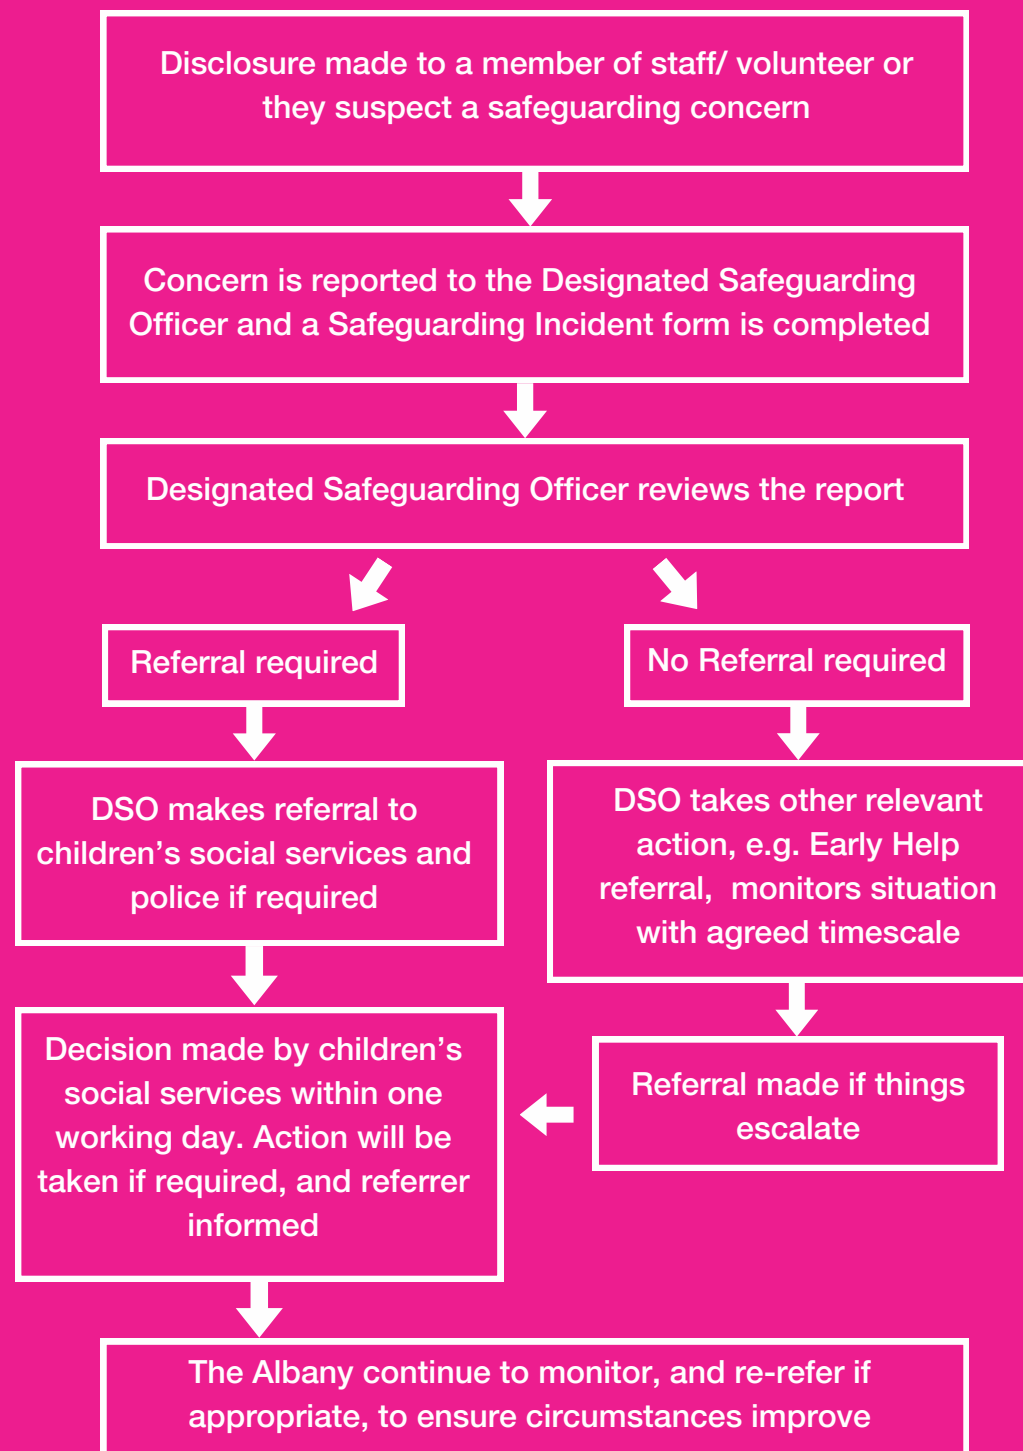 Disclosure made to a member of staff/ volunteer or
they suspect a safeguarding concern
Concern is reported to the Designated Safeguarding
Officer and a Safeguarding Incident form is completed
Designated Safeguarding Officer reviews the report
Referral required
No Referral required
DSO makes referral to
children’s social services and
police if required
DSO takes other relevant
action, e.g. Early Help
referral,  monitors situation
with agreed timescale
Decision made by children’s
social services within one
working day. Action will be
taken if required, and referrer
informed
Referral made if things
escalate
The Albany continue to monitor, and re-refer if
appropriate, to ensure circumstances improve